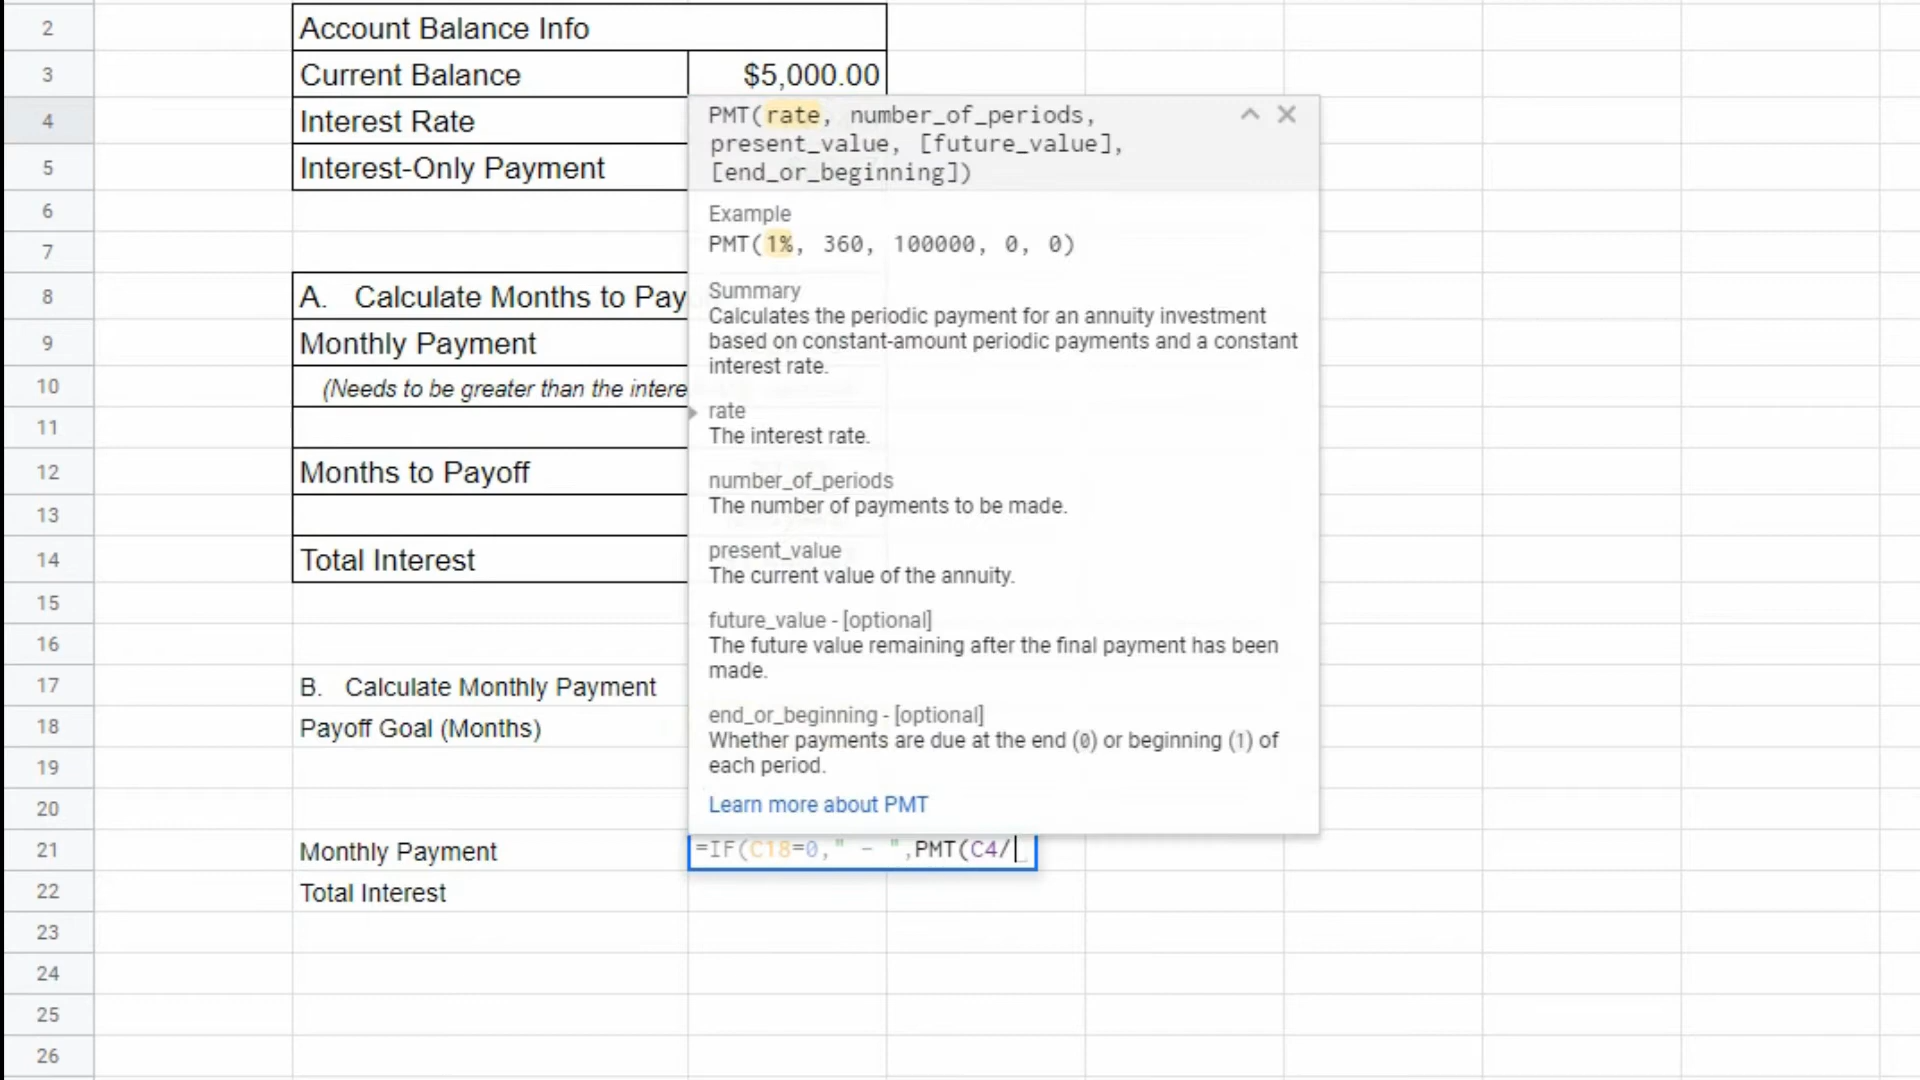 2
Account Balance Info
3
Current Balance
$5,000.00
4
Interest Rate
5
Interest-Only Payment
6
7
8
A. Calculate Months to Pay
9
Monthly Payment
10
(Needs to be greater than the intere
11
12
Months to Payoff
13
14
Total Interest
15
16
17
B. Calculate Monthly Payment
18
Payoff Goal (Months)
19
20
21
Monthly Payment
22
Total Interest
23
24
25
26
PMT(rate, number_of_periods,
present_value, [future_value],
[end_or_beginning])
Example
PMT(1%, 360, 100000, 0, 0)
Summary
Calculates the periodic payment for an annuity investment
based on constant-amount periodic payments and a constant
interest rate.
rate
The interest rate.
number_of_periods
The number of payments to be made.
present_value
The current value of the annuity.
future_value - [optional]
The future value remaining after the final payment has been
made.
end_or_beginning - [optional]
Whether payments are due at the end (0) or beginning (1) of
each period.
Learn more about PMT
=IF(C18=0," - ",PMT(C4/